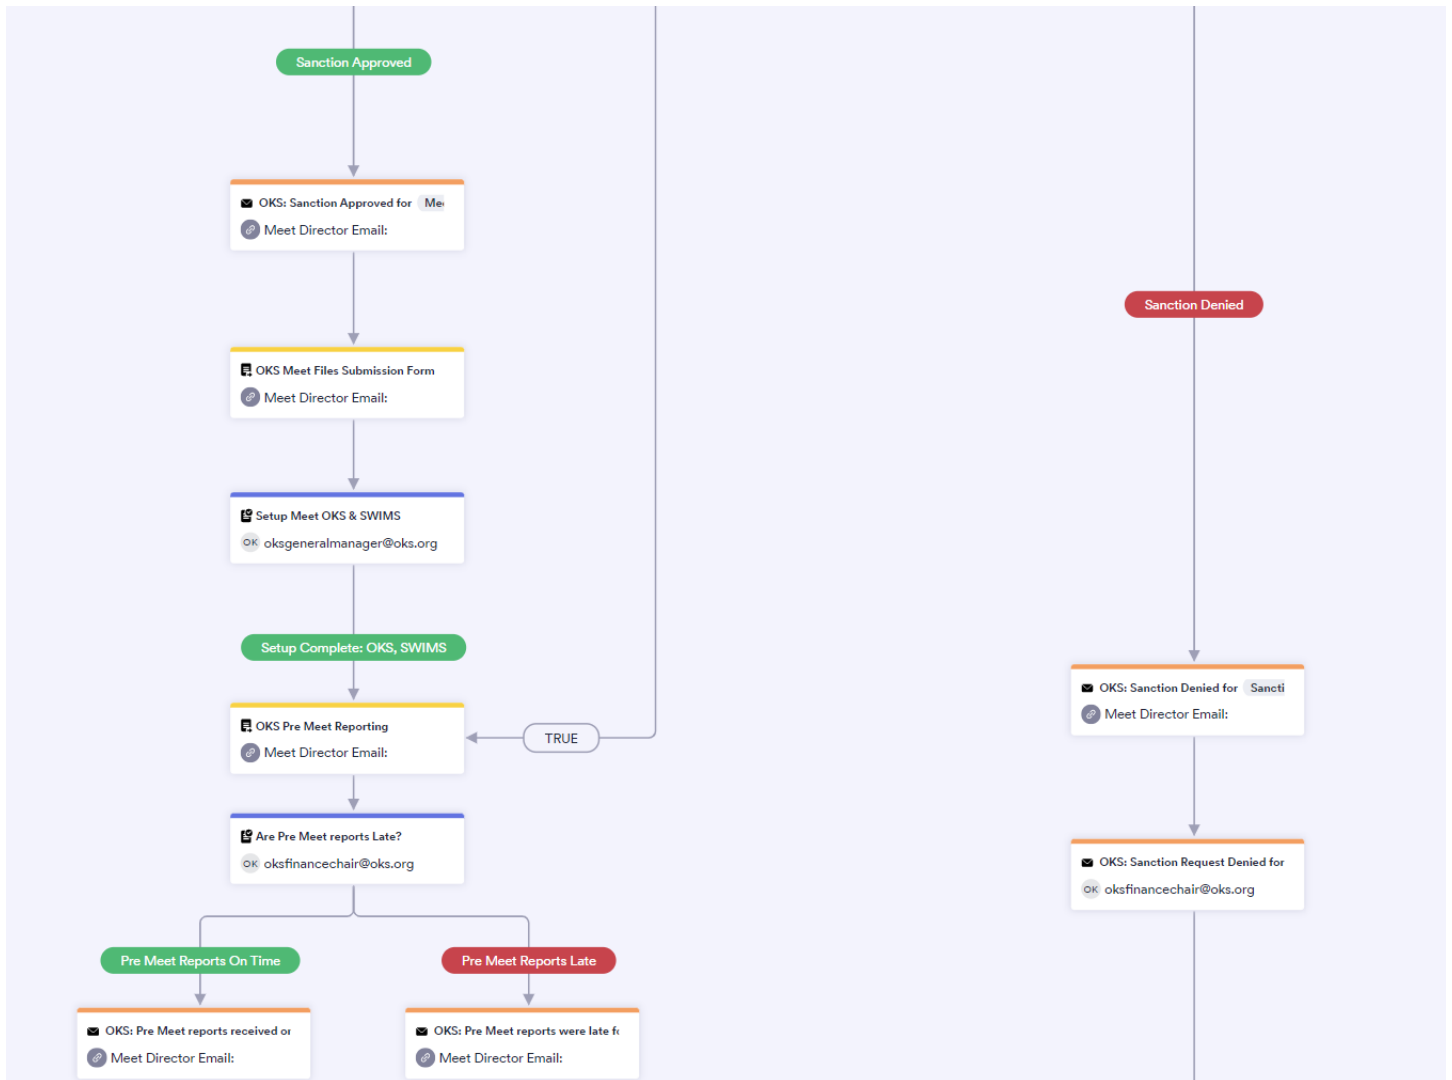 Sanction Approved
OKS: Sanction Approved for
Meet Director Email:
OKS Meet Files Submission Form
Meet Director Email:
Setup Meet OKS & SWIMS
OK oksgeneralmanager@oks.org
Setup Complete: OKS, SWIMS
OKS Pre Meet Reporting
Meet Director Email:
TRUE
Are Pre Meet reports Late?
OK oksfinancechair@oks.org
Pre Meet Reports On Time
OKS: Pre Meet reports received
Meet Director Email:
Pre Meet Reports Late
OKS: Pre Meet reports were late
Meet Director Email:
Sanction Denied
OKS: Sanction Denied for Sancti
Meet Director Email:
OKS: Sanction Request Denied for
OK oksfinancechair@oks.org